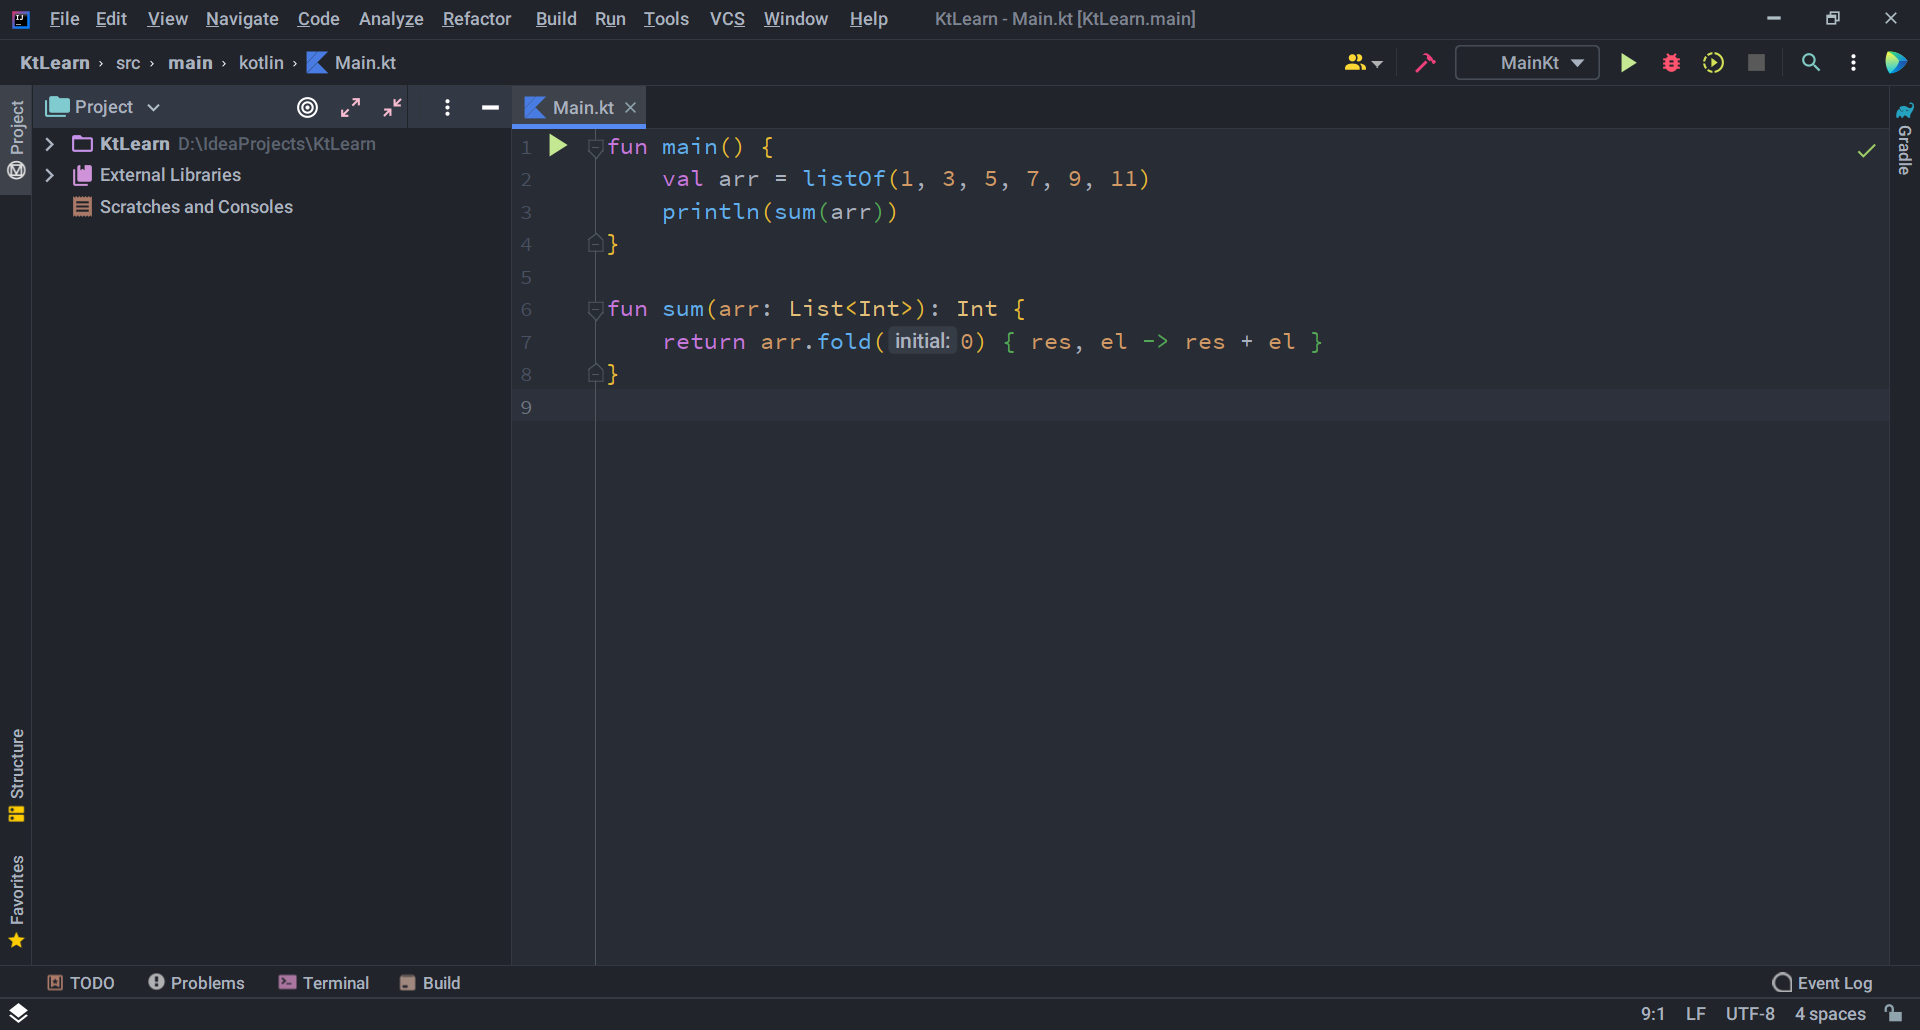 File Edit View Navigate Code Analyze Refactor Build Run Tools VCS Window Help KtLearn - Main.kt [KtLearn.main]
KtLearn › src › main › kotlin › Main.kt MainKt
Project
Project
Main.kt
Gradle
KtLearn D:\IdeaProjects\KtLearn
External Libraries
Scratches and Consoles
1 fun main() {
2     val arr = listOf(1, 3, 5, 7, 9, 11)
3     println(sum(arr))
4 }
5
6 fun sum(arr: List<Int>): Int {
7     return arr.fold( initial: 0) { res, el -> res + el }
8 }
9
Structure
Favorites
TODO Problems Terminal Build Event Log
9:1 LF UTF-8 4 spaces